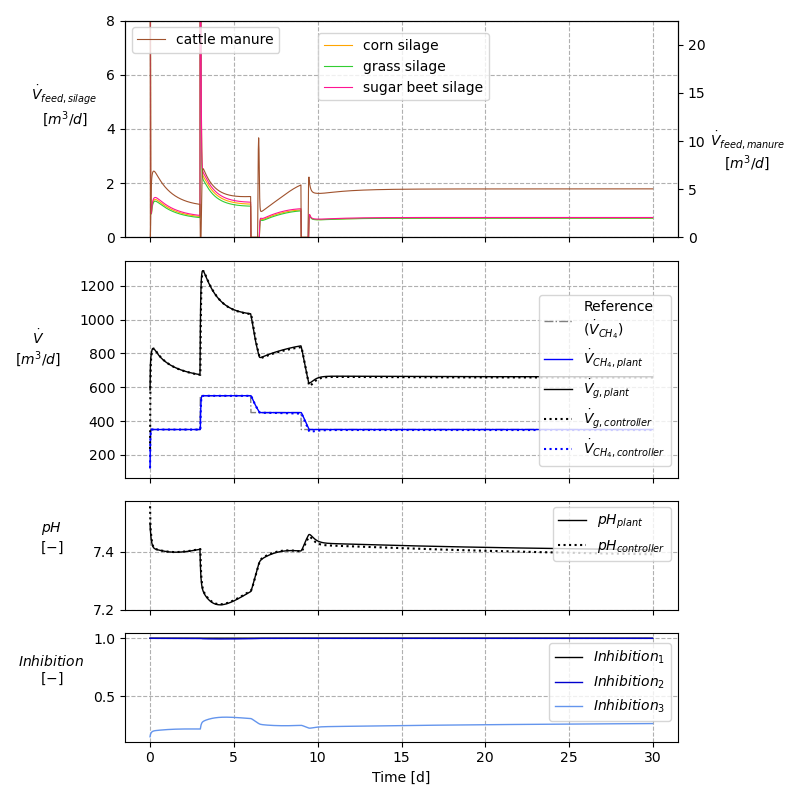 8
6
4
2
0
V̇feed,silage
[m³/d]
cattle manure
corn silage
grass silage
sugar beet silage
20
15
10
5
0
V̇feed,manure
[m³/d]
1200
1000
800
600
400
200
V̇
[m³/d]
Reference
(V̇CH₄)
V̇CH₄,plant
V̇g,plant
V̇g,controller
V̇CH₄,controller
7.4
7.2
pH
[−]
pHplant
pHcontroller
1.0
0.5
Inhibition
[−]
Inhibition₁
Inhibition₂
Inhibition₃
0 5 10 15 20 25 30
Time [d]